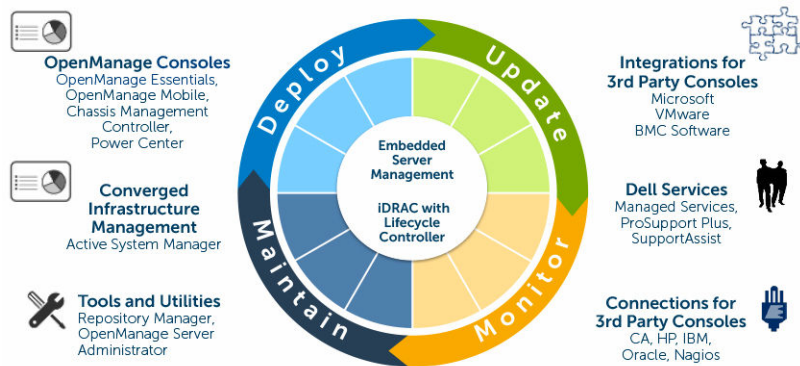 OpenManage Consoles
OpenManage Essentials,
OpenManage Mobile,
Chassis Management
Controller,
Power Center
Converged
Infrastructure
Management
Active System Manager
Tools and Utilities
Repository Manager,
OpenManage Server
Administrator
Deploy
Update
Maintain
Monitor
Embedded
Server
Management
iDRAC with
Lifecycle
Controller
Integrations for
3rd Party Consoles
Microsoft
VMware
BMC Software
Dell Services
Managed Services,
ProSupport Plus,
SupportAssist
Connections for
3rd Party Consoles
CA, HP, IBM,
Oracle, Nagios